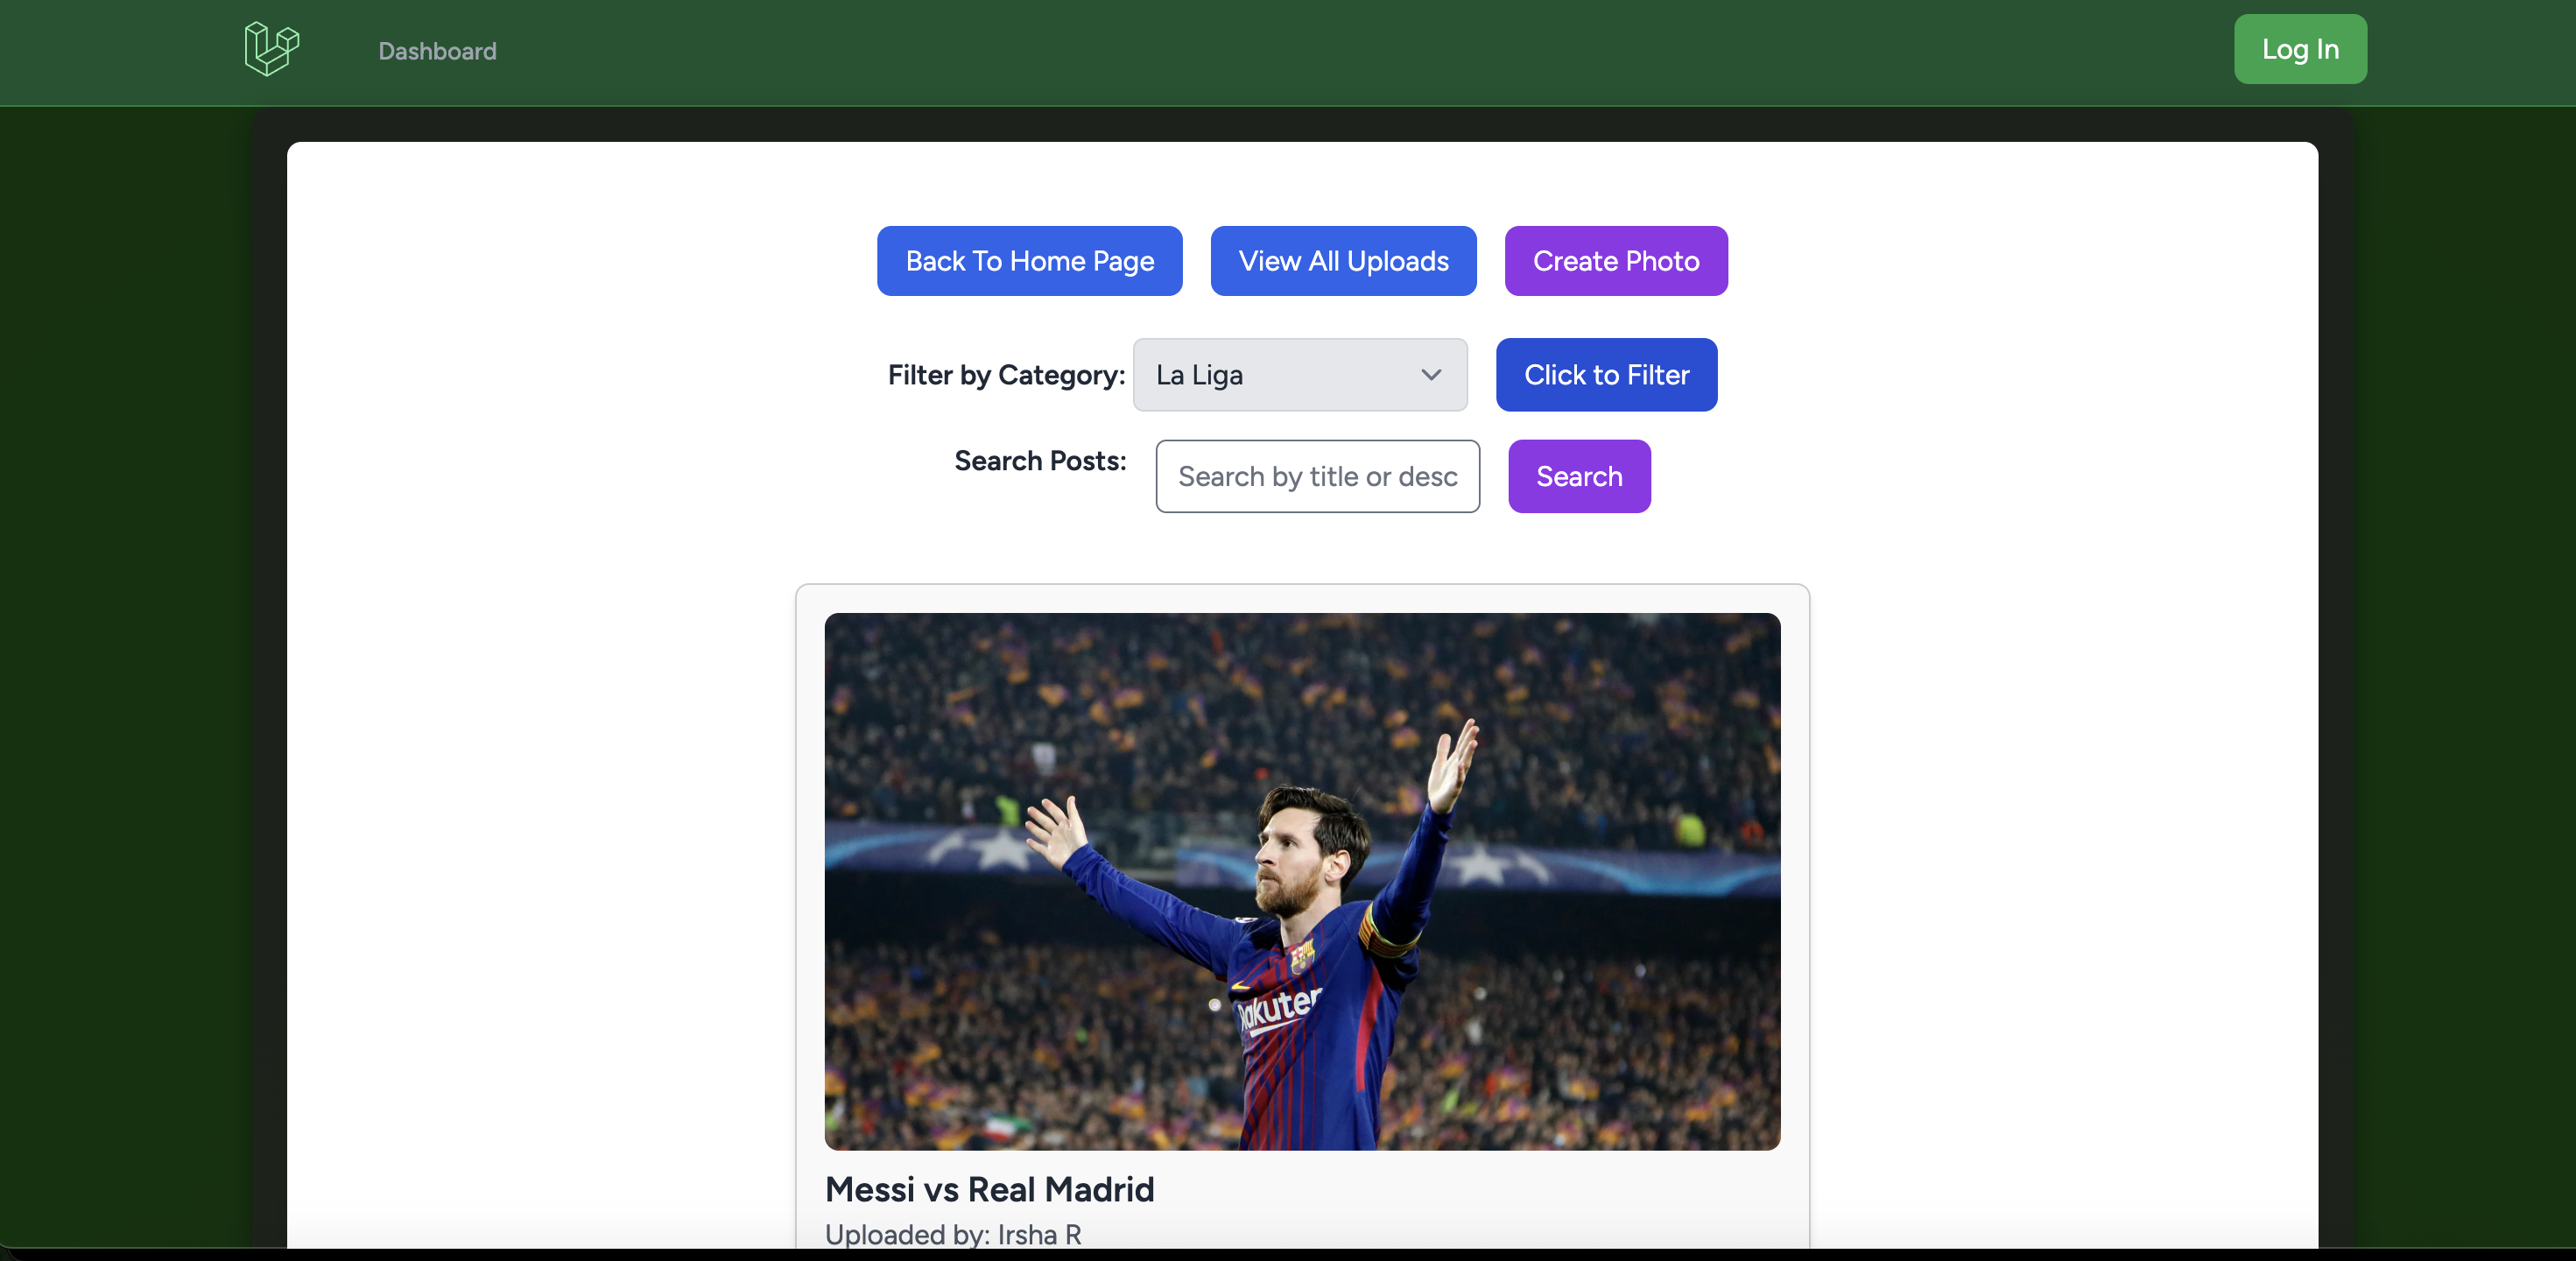 Dashboard
Log In
Back To Home Page
View All Uploads
Create Photo
Filter by Category:
La Liga
Click to Filter
Search Posts:
Search by title or desc
Search
Rakuten
Messi vs Real Madrid
Uploaded by: Irsha R